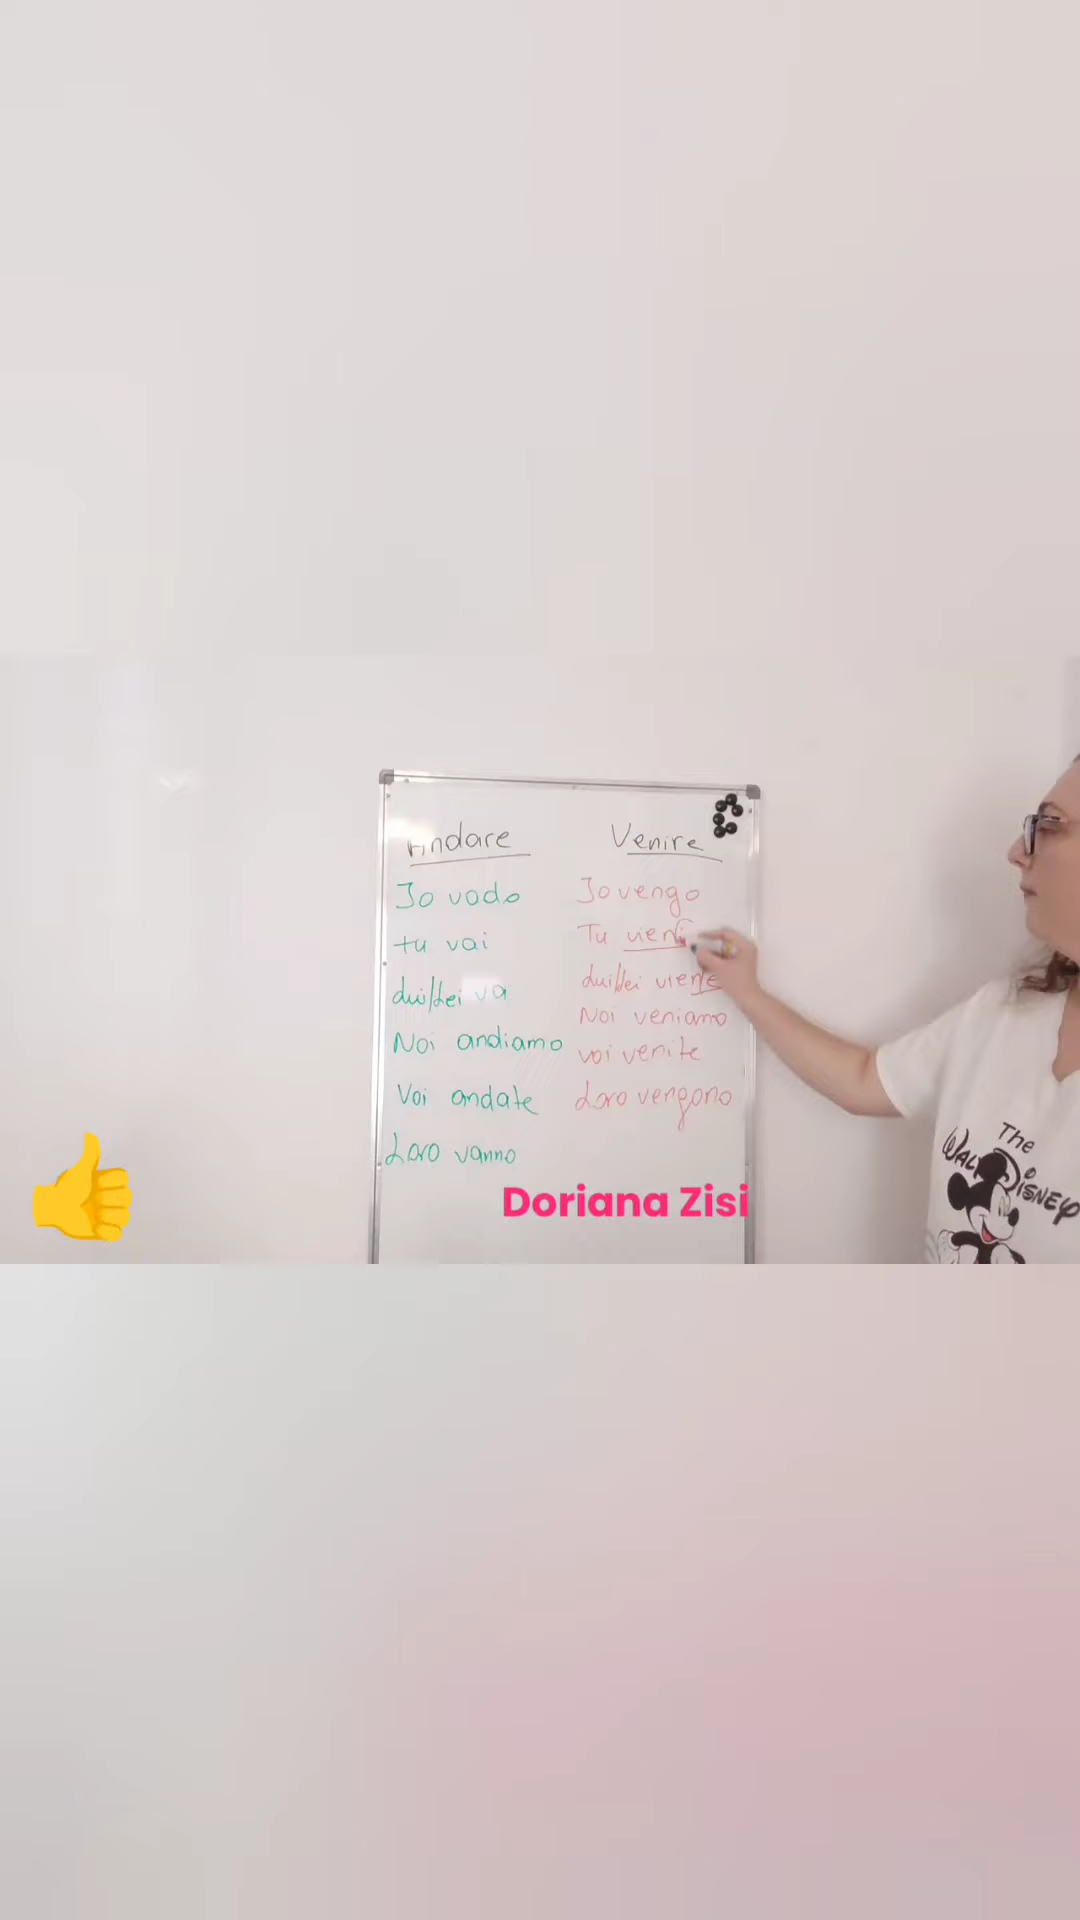 Andare
Io vado
tu vai
Lui/Lei va
Noi andiamo
Voi andate
Loro vanno
Venire
Io vengo
Tu vieni
Lui/Lei viene
Noi veniamo
voi venite
Loro vengono
Doriana Zisi
The
WALT DISNEY